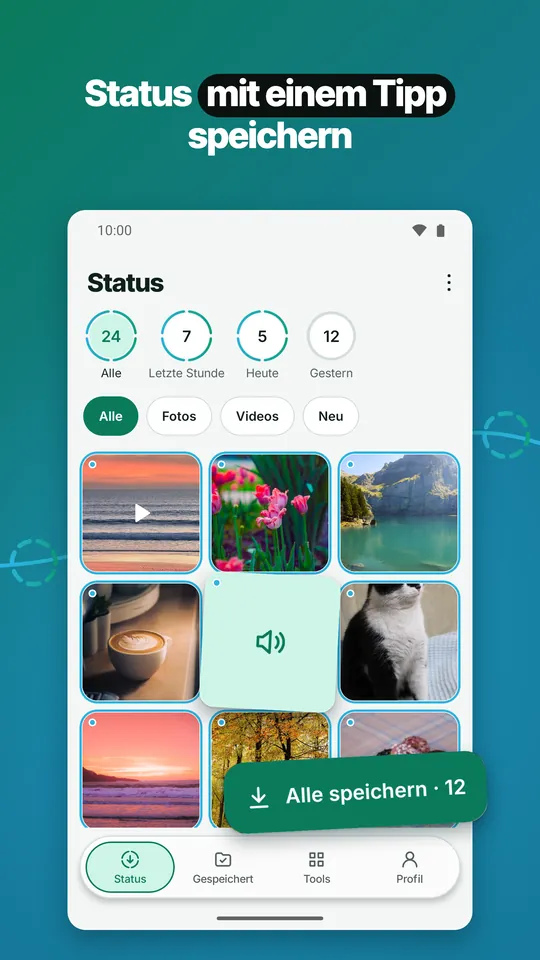 Status mit einem Tipp
speichern
10:00
Status
24
7
5
12
Alle
Letzte Stunde
Heute
Gestern
Alle
Fotos
Videos
Neu
Alle speichern · 12
Status
Gespeichert
Tools
Profil